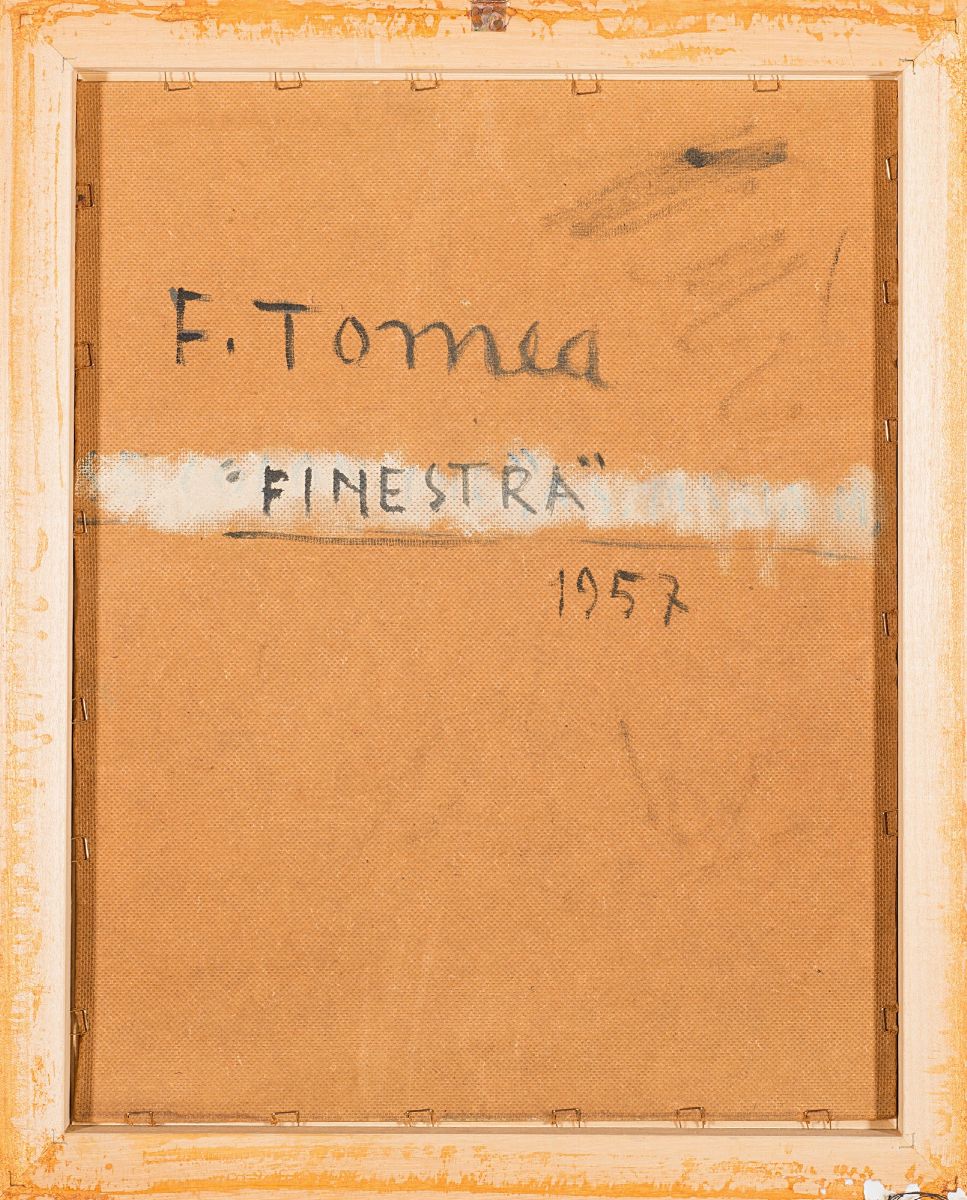 F. Tomea
"FINESTRA"
1957